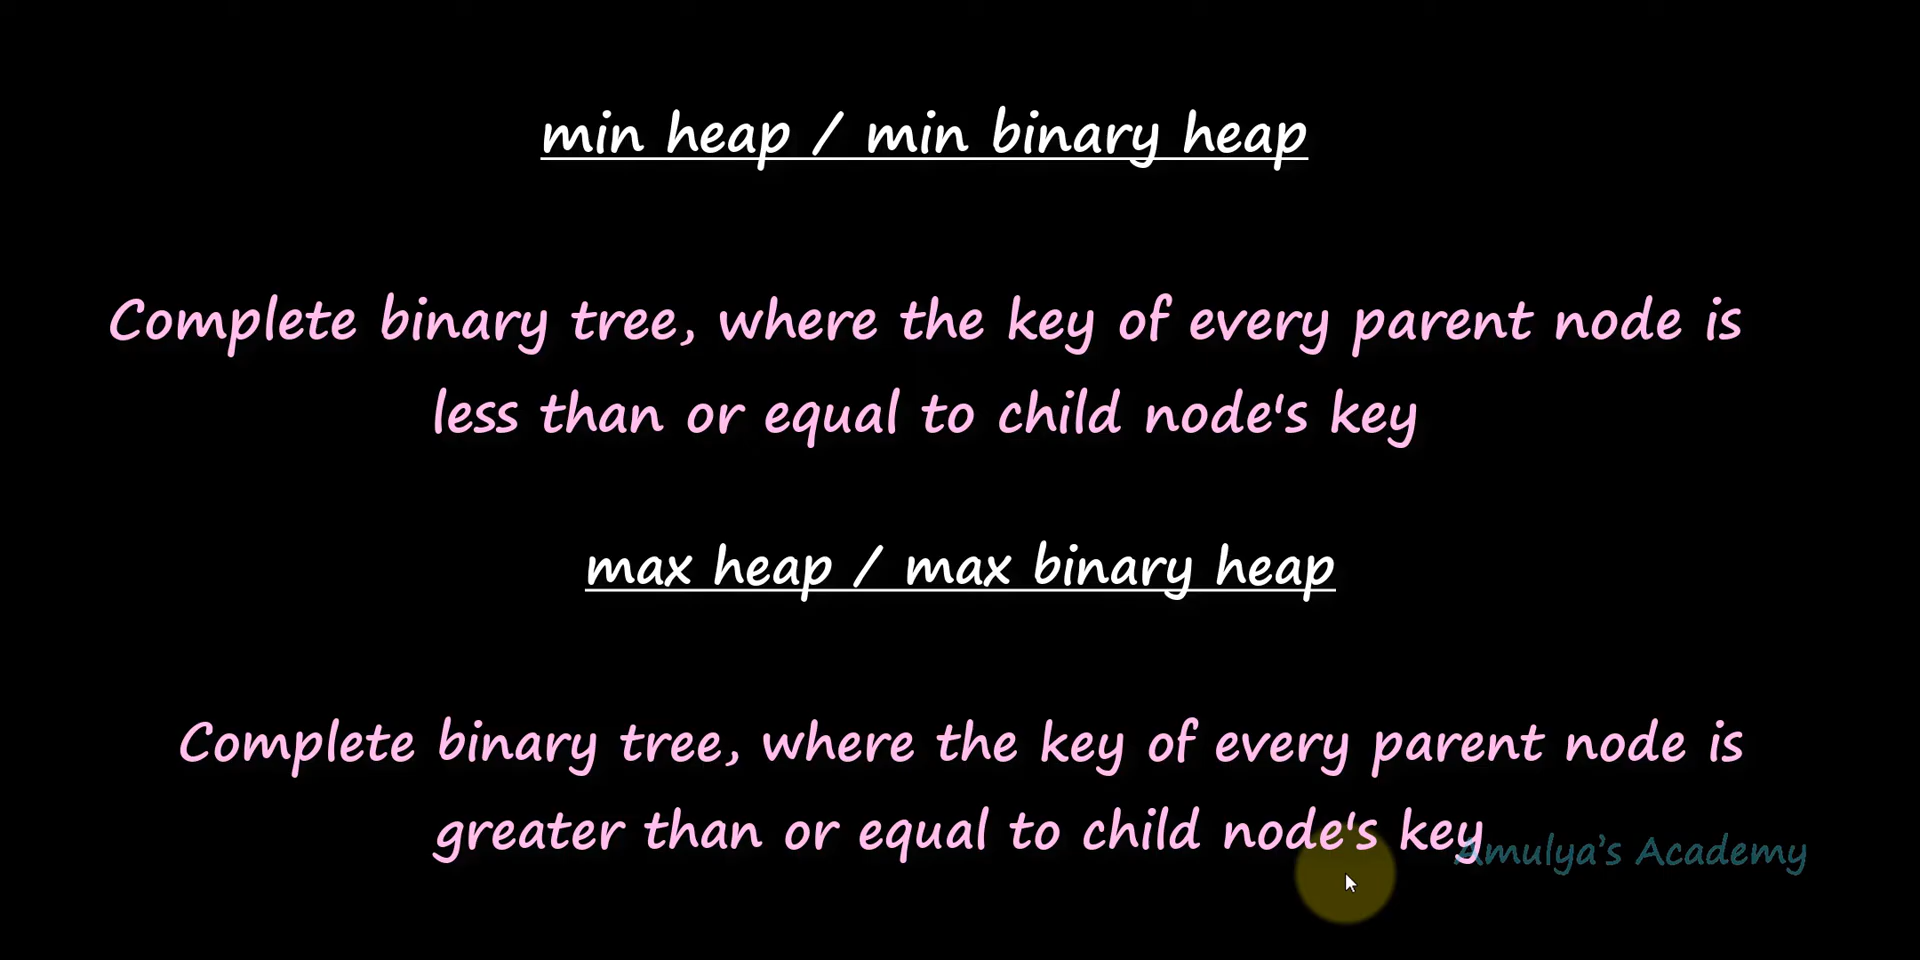 min heap / min binary heap
Complete binary tree, where the key of every parent node is
less than or equal to child node's key
max heap / max binary heap
Complete binary tree, where the key of every parent node is
greater than or equal to child node's key
Amulya's Academy